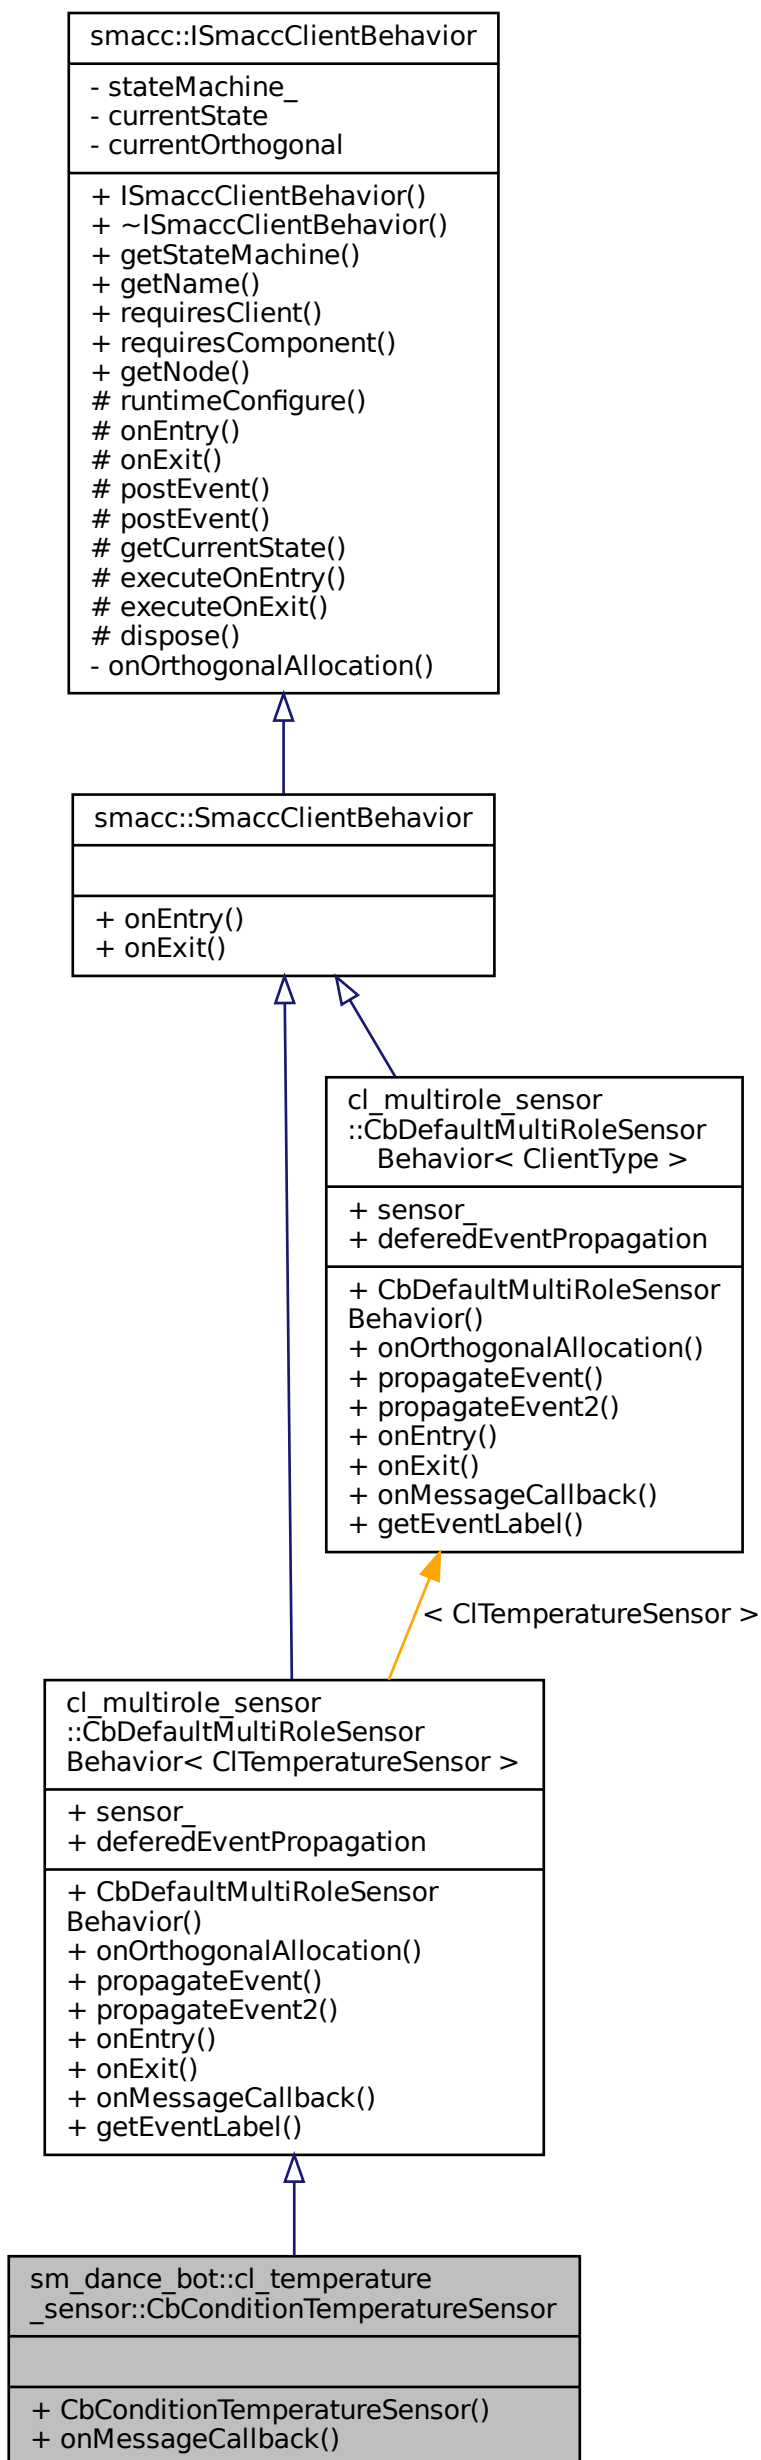 smacc::ISmaccClientBehavior
- stateMachine_
- currentState
- currentOrthogonal
+ ISmaccClientBehavior()
+ ~ISmaccClientBehavior()
+ getStateMachine()
+ getName()
+ requiresClient()
+ requiresComponent()
+ getNode()
# runtimeConfigure()
# onEntry()
# onExit()
# postEvent()
# postEvent()
# getCurrentState()
# executeOnEntry()
# executeOnExit()
# dispose()
- onOrthogonalAllocation()
smacc::SmaccClientBehavior
+ onEntry()
+ onExit()
cl_multirole_sensor
::CbDefaultMultiRoleSensor
Behavior< ClientType >
+ sensor_
+ deferedEventPropagation
+ CbDefaultMultiRoleSensor
Behavior()
+ onOrthogonalAllocation()
+ propagateEvent()
+ propagateEvent2()
+ onEntry()
+ onExit()
+ onMessageCallback()
+ getEventLabel()
< ClTemperatureSensor >
cl_multirole_sensor
::CbDefaultMultiRoleSensor
Behavior< ClTemperatureSensor >
+ sensor_
+ deferedEventPropagation
+ CbDefaultMultiRoleSensor
Behavior()
+ onOrthogonalAllocation()
+ propagateEvent()
+ propagateEvent2()
+ onEntry()
+ onExit()
+ onMessageCallback()
+ getEventLabel()
sm_dance_bot::cl_temperature
_sensor::CbConditionTemperatureSensor
+ CbConditionTemperatureSensor()
+ onMessageCallback()